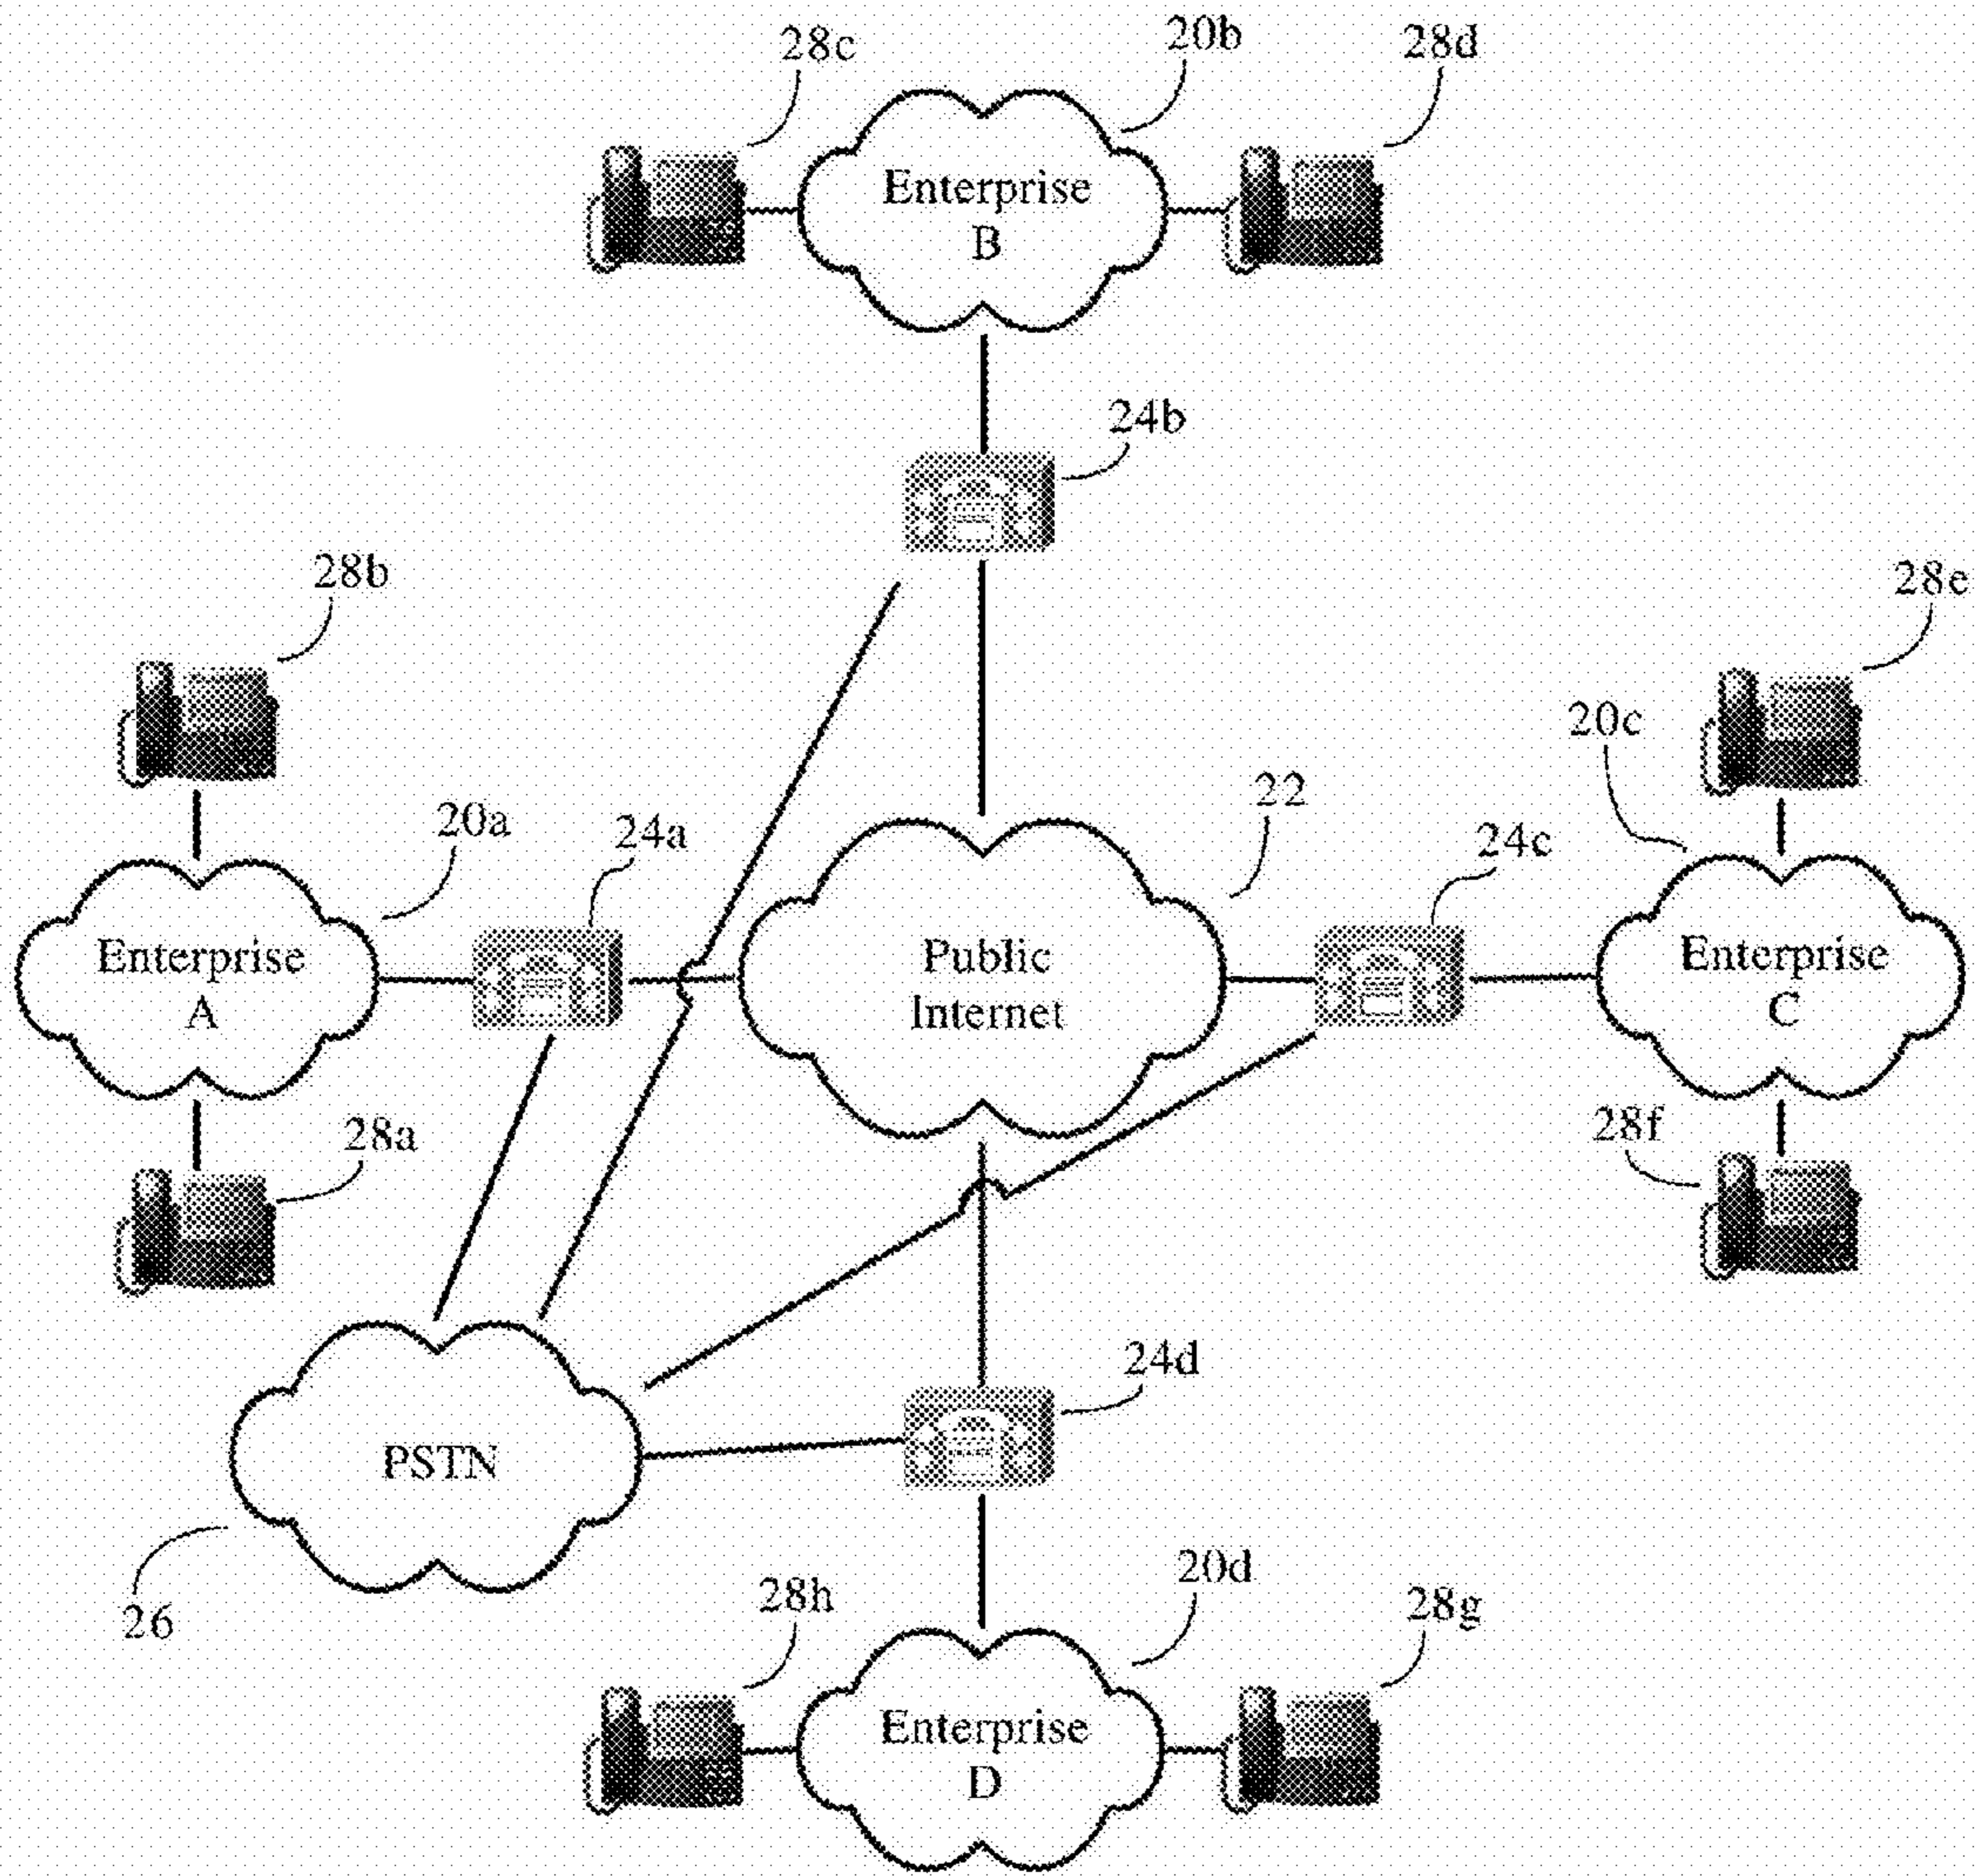 28c
20b
28d
Enterprise
B
24b
28b
28e
20c
22
20a
24a
24c
Enterprise
A
Public
Internet
Enterprise
C
28a
28f
24d
PSTN
26
20d
28h
28g
Enterprise
D